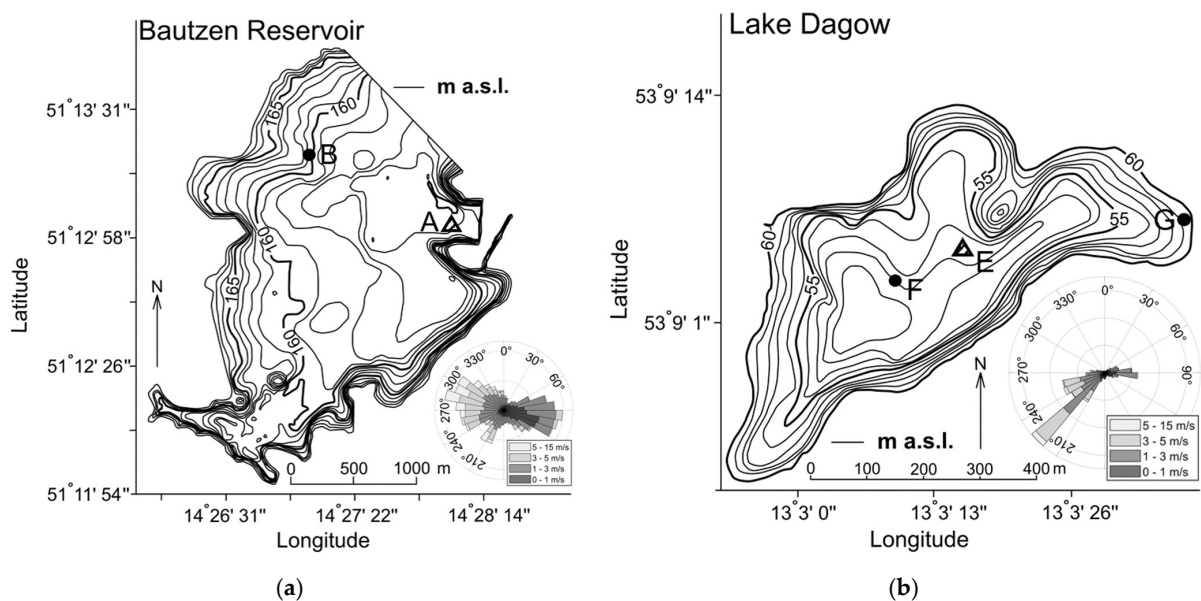 Bautzen Reservoir
m a.s.l.
51°13'31"
51°12'58"
51°12'26"
51°11'54"
Latitude
14°26'31"
14°27'22"
14°28'14"
Longitude
165
160
B
A
160
165
160
N
0 500 1000 m
0°
30°
60°
210°
240°
270°
300°
330°
5 - 15 m/s
3 - 5 m/s
1 - 3 m/s
0 - 1 m/s
(a)
Lake Dagow
53°9'14"
53°9'1"
Latitude
13°3'0"
13°3'13"
13°3'26"
Longitude
60
55
60
55
55
G
E
F
N
m a.s.l.
0 100 200 300 400 m
0°
30°
60°
90°
210°
240°
270°
300°
330°
5 - 15 m/s
3 - 5 m/s
1 - 3 m/s
0 - 1 m/s
(b)